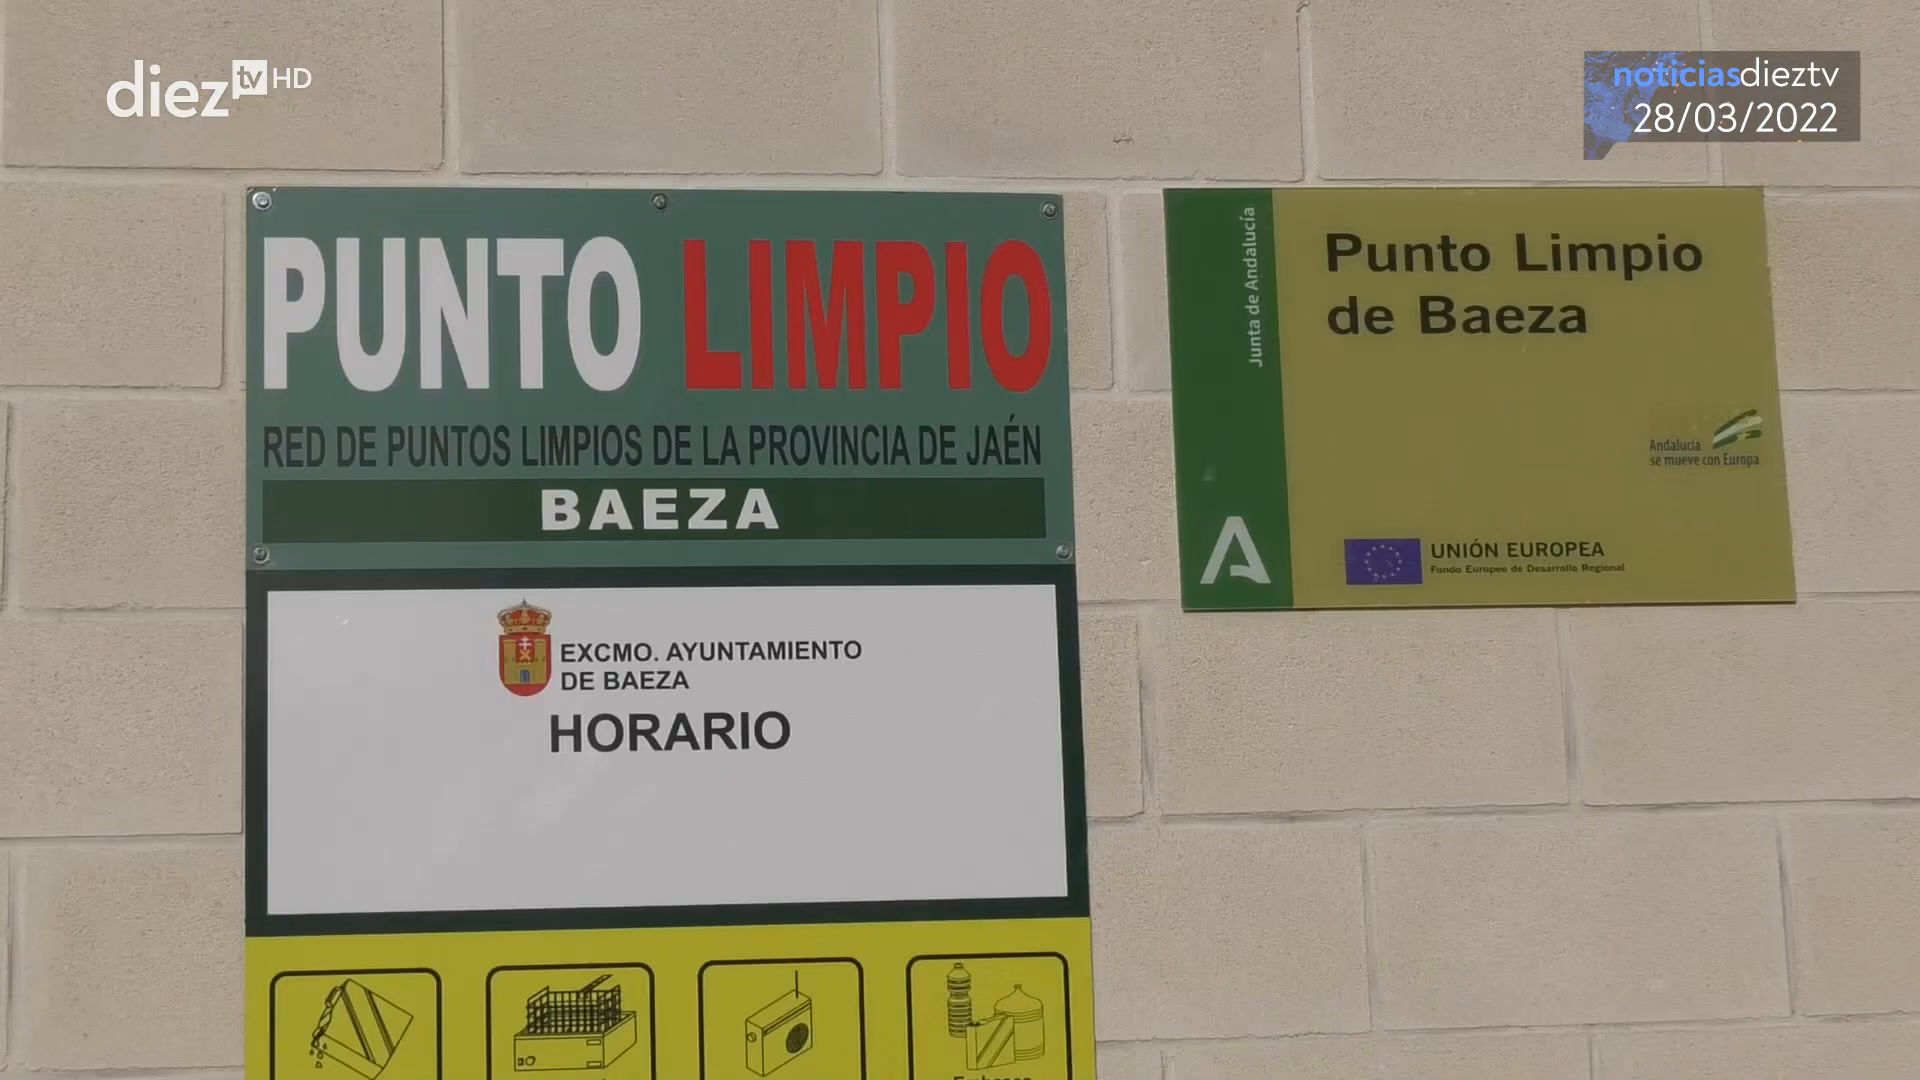 diez tv HD
noticiasdieztv
28/03/2022
PUNTO LIMPIO
RED DE PUNTOS LIMPIOS DE LA PROVINCIA DE JAÉN
BAEZA
EXCMO. AYUNTAMIENTO
DE BAEZA
HORARIO
Junta de Andalucía
Punto Limpio
de Baeza
Andalucía
se mueve con Europa
UNIÓN EUROPEA
Fondo Europeo de Desarrollo Regional